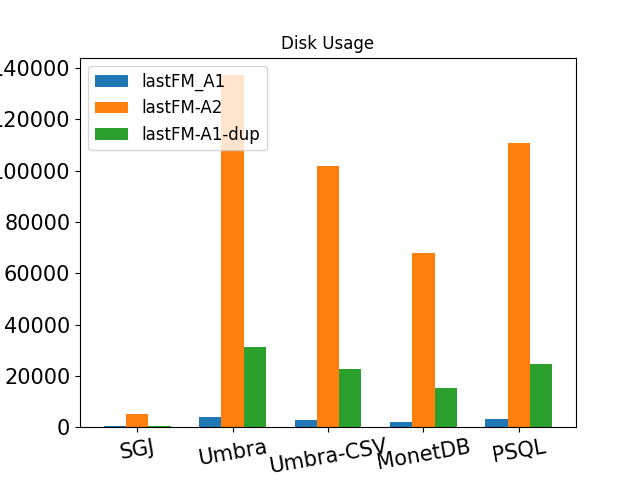 Disk Usage
lastFM_A1
lastFM-A2
lastFM-A1-dup
140000
120000
100000
80000
60000
40000
20000
0
SGJ
Umbra
Umbra-CSV
MonetDB
PSQL